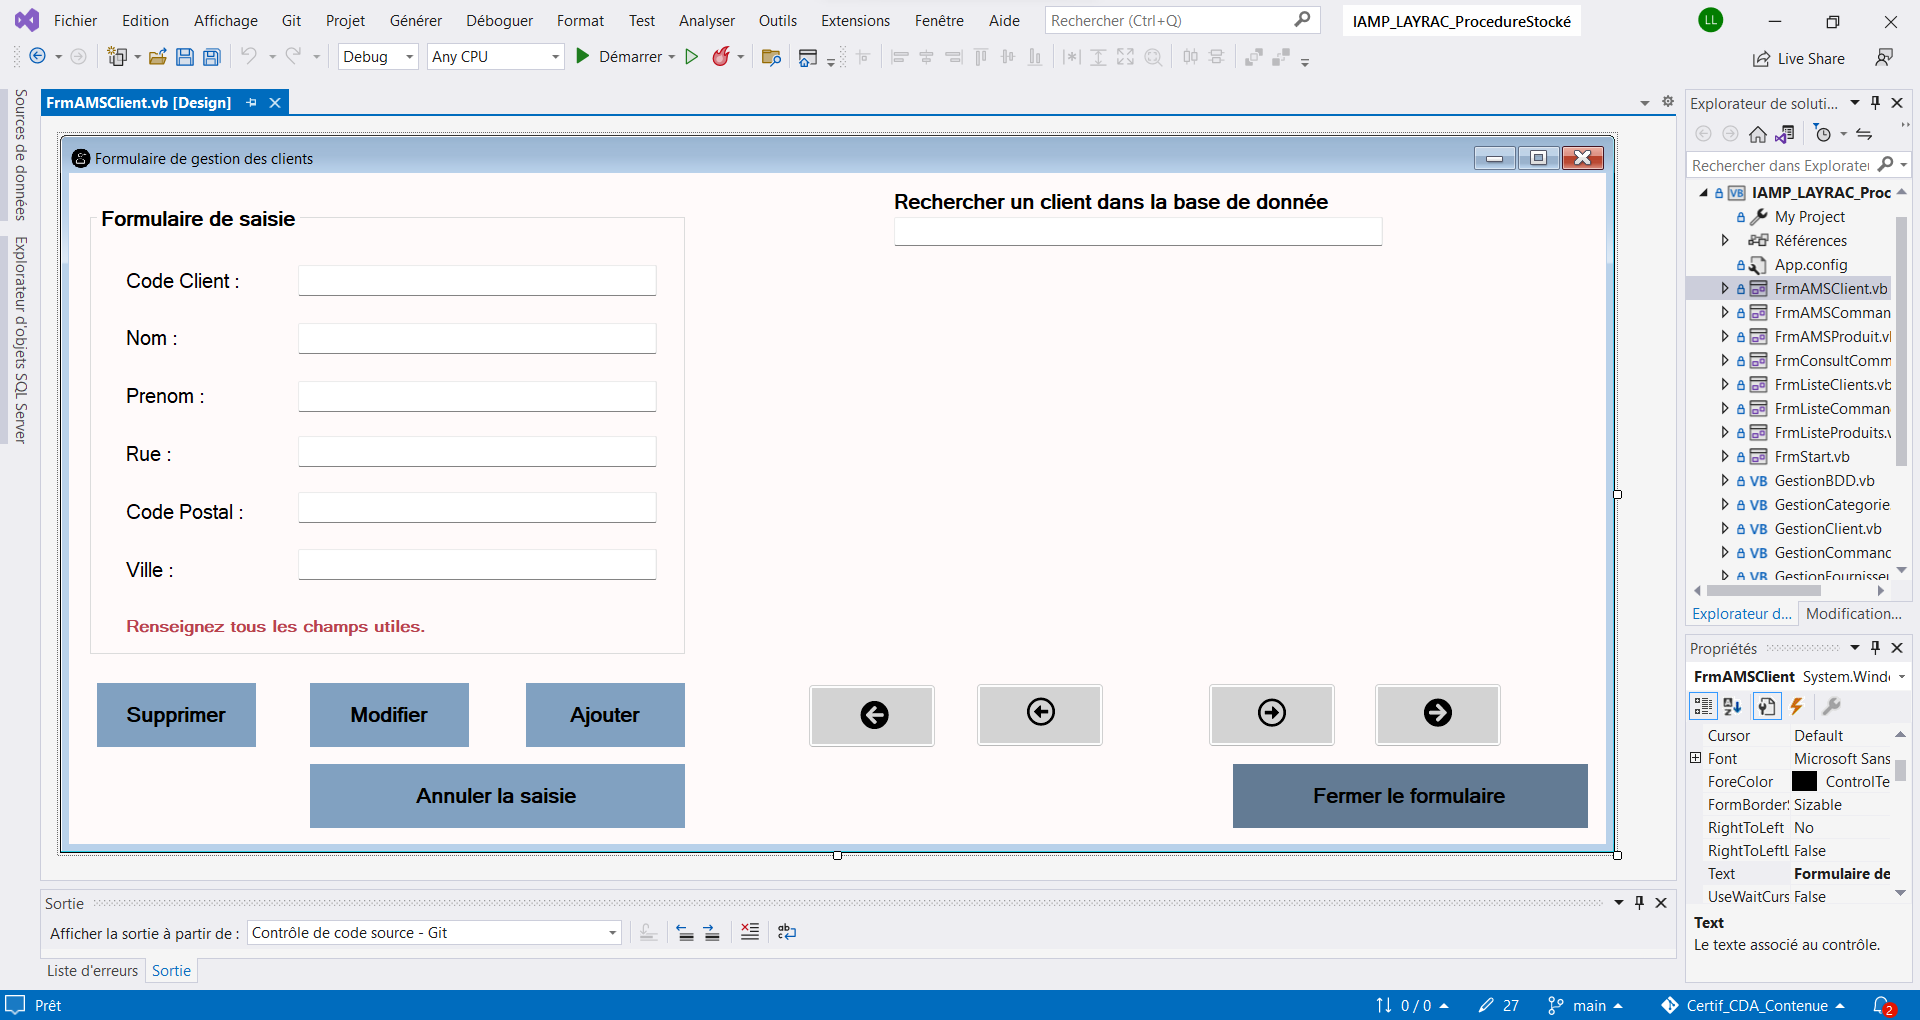 Fichier Edition Affichage Git Projet Générer Déboguer Format Test Analyser Outils Extensions Fenêtre Aide Rechercher (Ctrl+Q) IAMP_LAYRAC_ProcedureStocké LL
Debug Any CPU Démarrer Live Share
Sources de données
Explorateur d'objets SQL Server
FrmAMSClient.vb [Design]
Formulaire de gestion des clients
Rechercher un client dans la base de donnée
Formulaire de saisie
Code Client :
Nom :
Prenom :
Rue :
Code Postal :
Ville :
Renseignez tous les champs utiles.
Supprimer Modifier Ajouter
Annuler la saisie Fermer le formulaire
Explorateur de soluti...
Rechercher dans Explorate
IAMP_LAYRAC_Proc
My Project
Références
App.config
FrmAMSClient.vb
FrmAMSComman
FrmAMSProduit.v
FrmConsultComm
FrmListeClients.vb
FrmListeComman
FrmListeProduits.v
FrmStart.vb
GestionBDD.vb
GestionCategorie
GestionClient.vb
GestionCommand
GestionFournisseu
Explorateur d... Modification...
Propriétés
FrmAMSClient System.Wind
Cursor Default
Font Microsoft Sans
ForeColor ControlTe
FormBorderS Sizable
RightToLeft No
RightToLeftL False
Text Formulaire de
UseWaitCurs False
Text
Le texte associé au contrôle.
Sortie
Afficher la sortie à partir de : Contrôle de code source - Git
Liste d'erreurs Sortie
Prêt 0 / 0 27 main Certif_CDA_Contenue 2